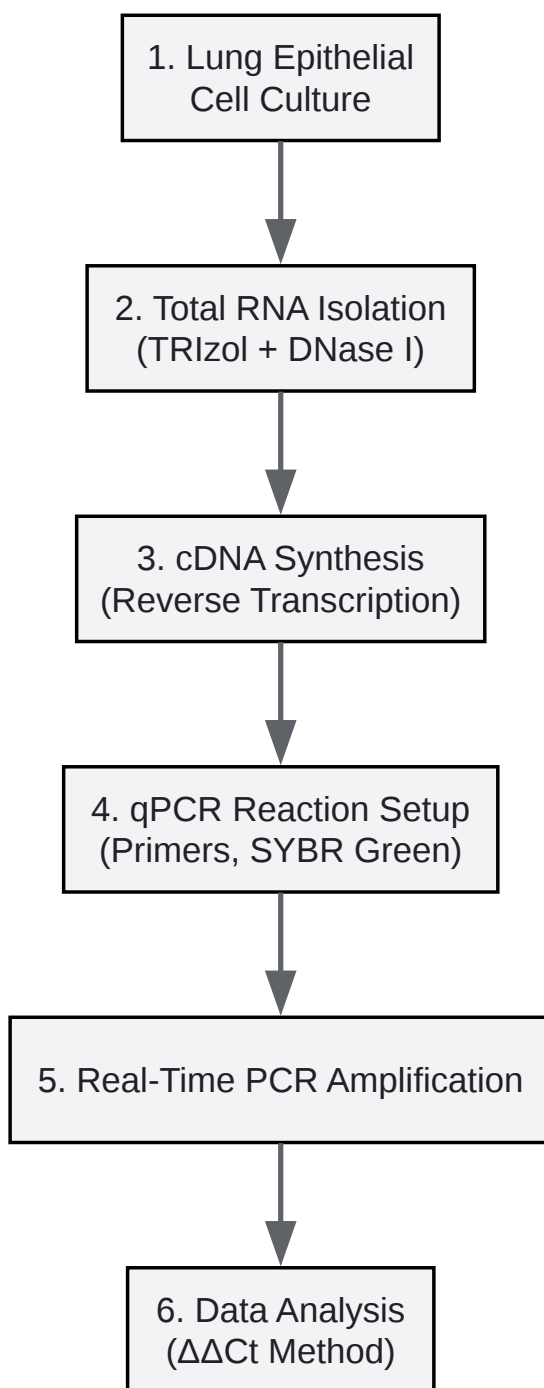 1. Lung Epithelial
Cell Culture
2. Total RNA Isolation
(TRIzol + DNase I)
3. cDNA Synthesis
(Reverse Transcription)
4. qPCR Reaction Setup
(Primers, SYBR Green)
5. Real-Time PCR Amplification
6. Data Analysis
(ΔΔCt Method)